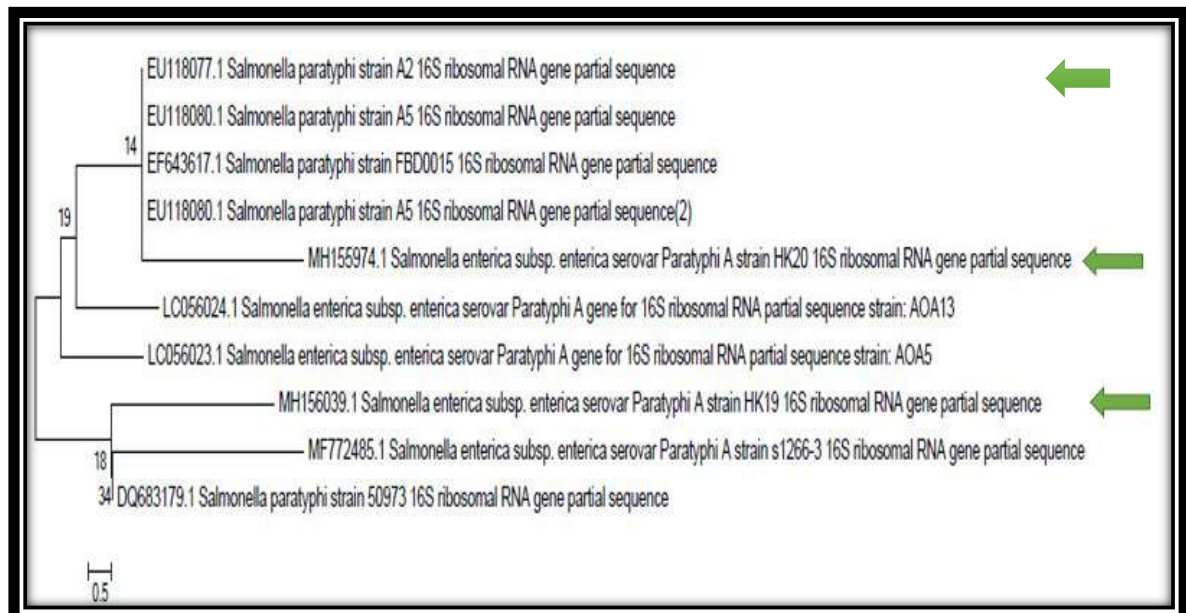 EU118077.1 Salmonella paratyphi strain A2 16S ribosomal RNA gene partial sequence
EU118080.1 Salmonella paratyphi strain A5 16S ribosomal RNA gene partial sequence
14
EF643617.1 Salmonella paratyphi strain FBD0015 16S ribosomal RNA gene partial sequence
19
EU118080.1 Salmonella paratyphi strain A5 16S ribosomal RNA gene partial sequence(2)
MH155974.1 Salmonella enterica subsp. enterica serovar Paratyphi A strain HK20 16S ribosomal RNA gene partial sequence
LC056024.1 Salmonella enterica subsp. enterica serovar Paratyphi A gene for 16S ribosomal RNA partial sequence strain: AOA13
LC056023.1 Salmonella enterica subsp. enterica serovar Paratyphi A gene for 16S ribosomal RNA partial sequence strain: AOA5
MH156039.1 Salmonella enterica subsp. enterica serovar Paratyphi A strain HK19 16S ribosomal RNA gene partial sequence
MF772485.1 Salmonella enterica subsp. enterica serovar Paratyphi A strain s1266-3 16S ribosomal RNA gene partial sequence
18
34
DQ683179.1 Salmonella paratyphi strain 50973 16S ribosomal RNA gene partial sequence
0.5